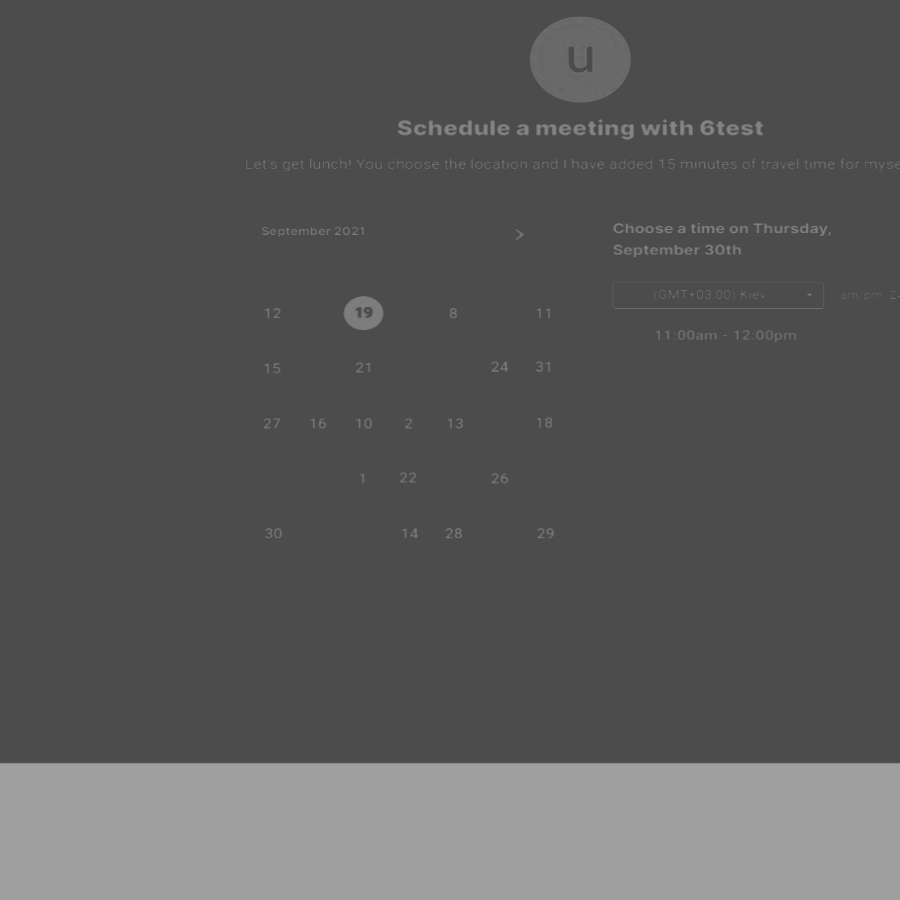 u
Schedule a meeting with 6test
Let's get lunch! You choose the location and I have added 15 minutes of travel time for
September 2021
Choose a time on Thursday,
September 30th
(GMT+03:00) Kiev am/pm
11:00am - 12:00pm
12 19 8 11
15 21 24 31
27 16 10 2 13 18
1 22 26
30 14 28 29